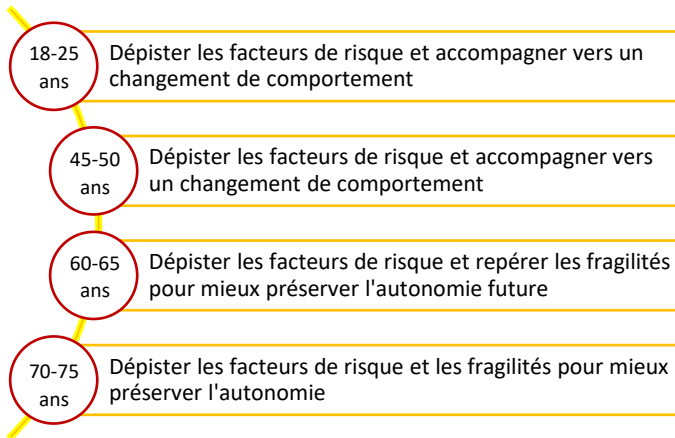 18-25
ans
Dépister les facteurs de risque et accompagner vers un
changement de comportement
45-50
ans
Dépister les facteurs de risque et accompagner vers
un changement de comportement
60-65
ans
Dépister les facteurs de risque et repérer les fragilités
pour mieux préserver l'autonomie future
70-75
ans
Dépister les facteurs de risque et les fragilités pour mieux
préserver l'autonomie